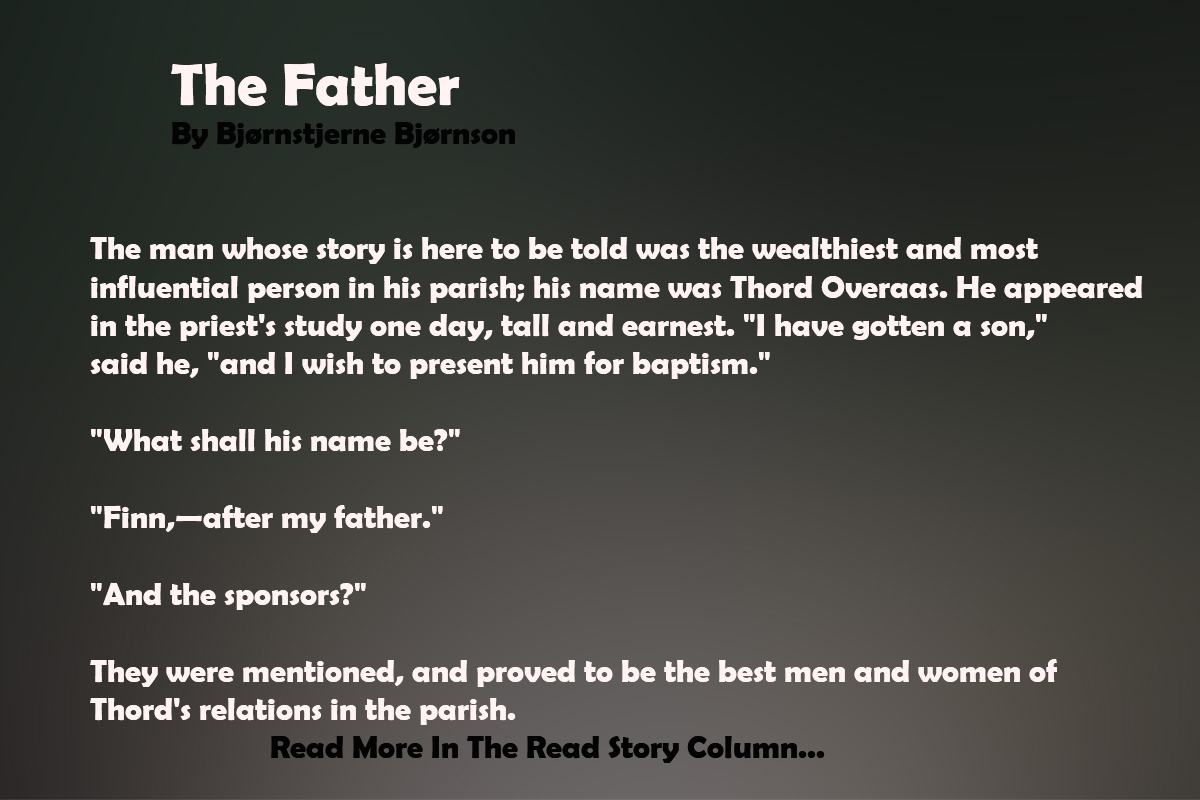 The Father
By Bjørnstjerne Bjørnson
The man whose story is here to be told was the wealthiest and most
influential person in his parish; his name was Thord Overaas. He appeared
in the priest's study one day, tall and earnest. "I have gotten a son,"
said he, "and I wish to present him for baptism."
"What shall his name be?"
"Finn,—after my father."
"And the sponsors?"
They were mentioned, and proved to be the best men and women of
Thord's relations in the parish.
Read More In The Read Story Column...